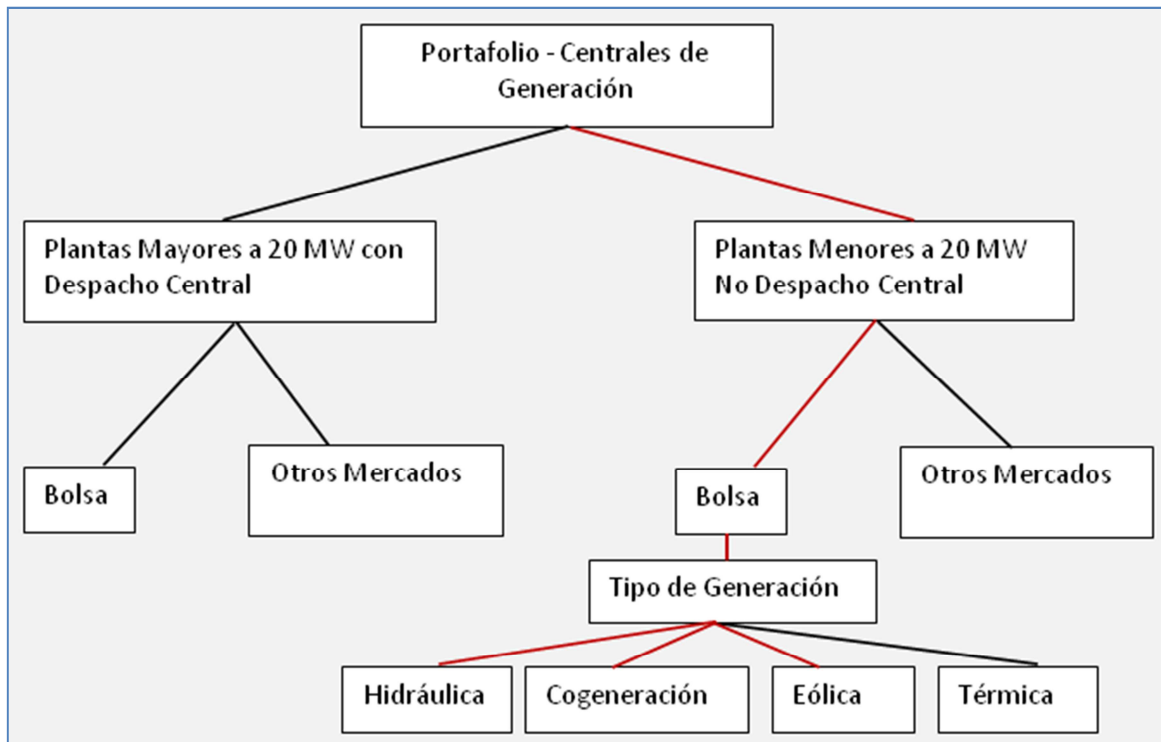 Portafolio - Centrales de
Generación
Plantas Mayores a 20 MW con
Despacho Central
Plantas Menores a 20 MW
No Despacho Central
Bolsa
Otros Mercados
Bolsa
Otros Mercados
Tipo de Generación
Hidráulica
Cogeneración
Eólica
Térmica